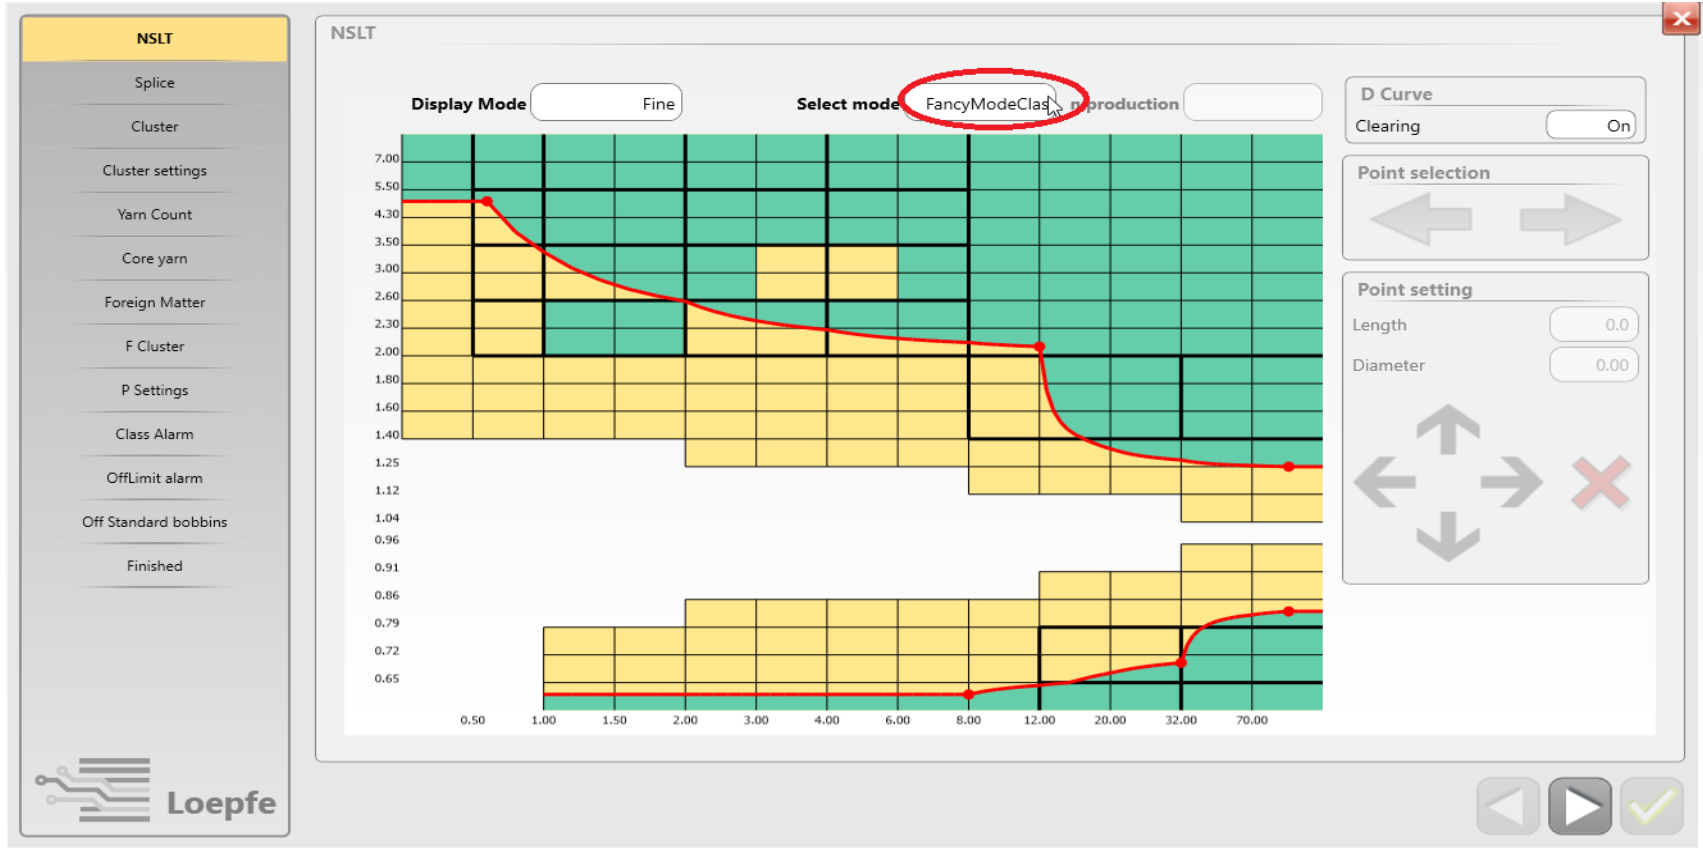 NSLT
Splice
Cluster
Cluster settings
Yarn Count
Core yarn
Foreign Matter
F Cluster
P Settings
Class Alarm
OffLimit alarm
Off Standard bobbins
Finished
Loepfe
NSLT
Display Mode Fine Select mode FancyModeClas production
7.00
5.50
4.30
3.50
3.00
2.60
2.30
2.00
1.80
1.60
1.40
1.25
1.12
1.04
0.96
0.91
0.86
0.79
0.72
0.65
0.50 1.00 1.50 2.00 3.00 4.00 6.00 8.00 12.00 20.00 32.00 70.00
D Curve
Clearing On
Point selection
Point setting
Length 0.0
Diameter 0.00